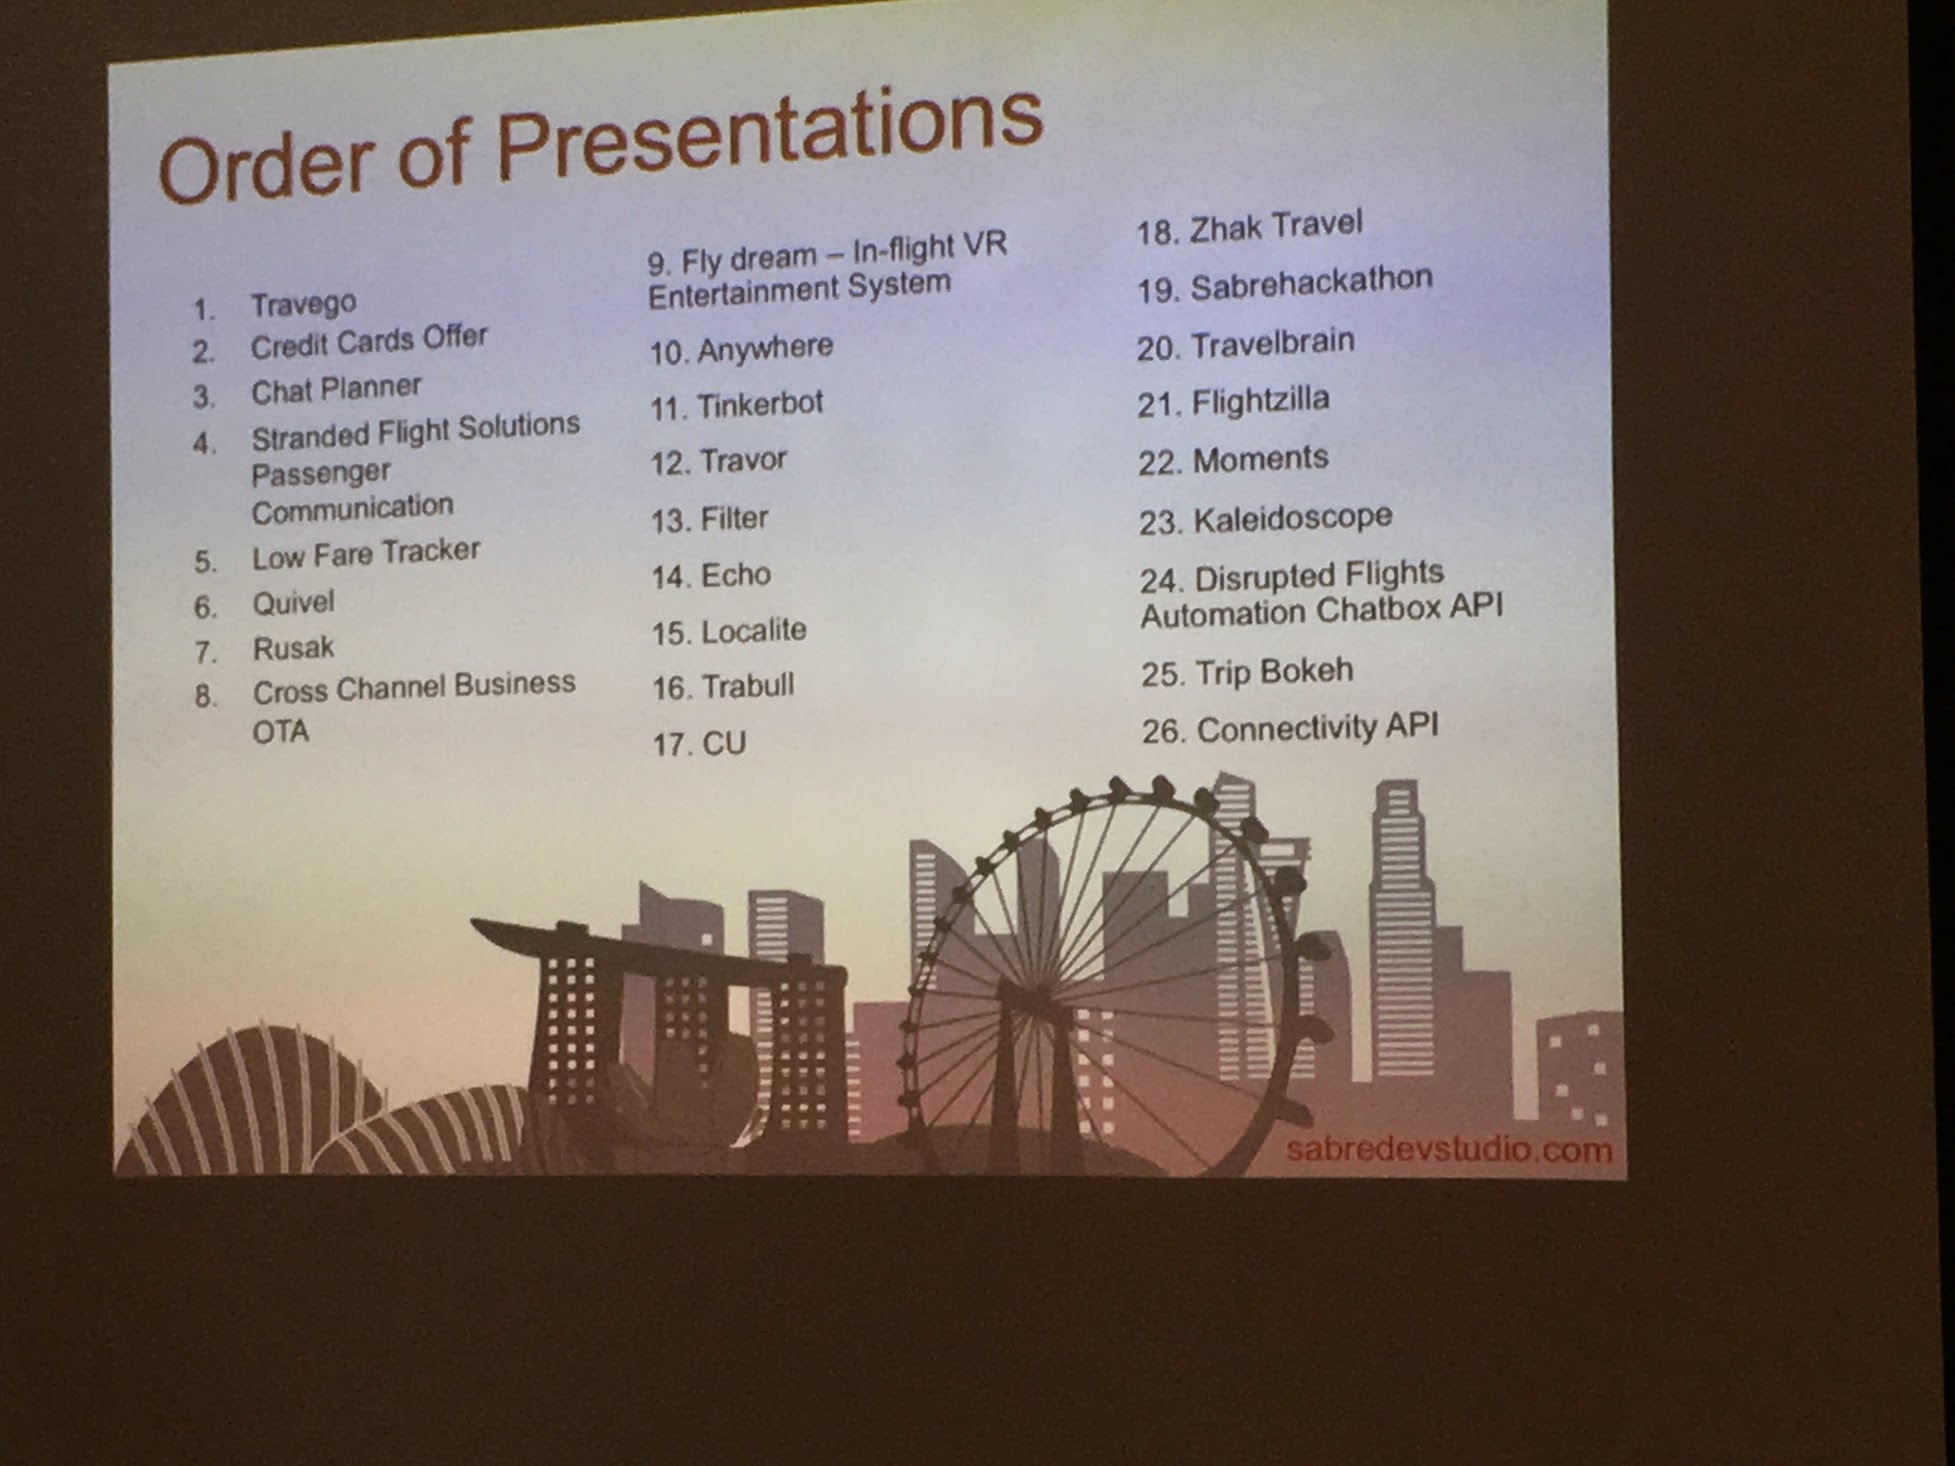 Order of Presentations
1. Travego
2. Credit Cards Offer
3. Chat Planner
4. Stranded Flight Solutions
Passenger
Communication
5. Low Fare Tracker
6. Quivel
7. Rusak
8. Cross Channel Business
OTA
9. Fly dream – In-flight VR
Entertainment System
10. Anywhere
11. Tinkerbot
12. Travor
13. Filter
14. Echo
15. Localite
16. Trabull
17. CU
18. Zhak Travel
19. Sabrehackathon
20. Travelbrain
21. Flightzilla
22. Moments
23. Kaleidoscope
24. Disrupted Flights
Automation Chatbox API
25. Trip Bokeh
26. Connectivity API
sabredevstudio.com